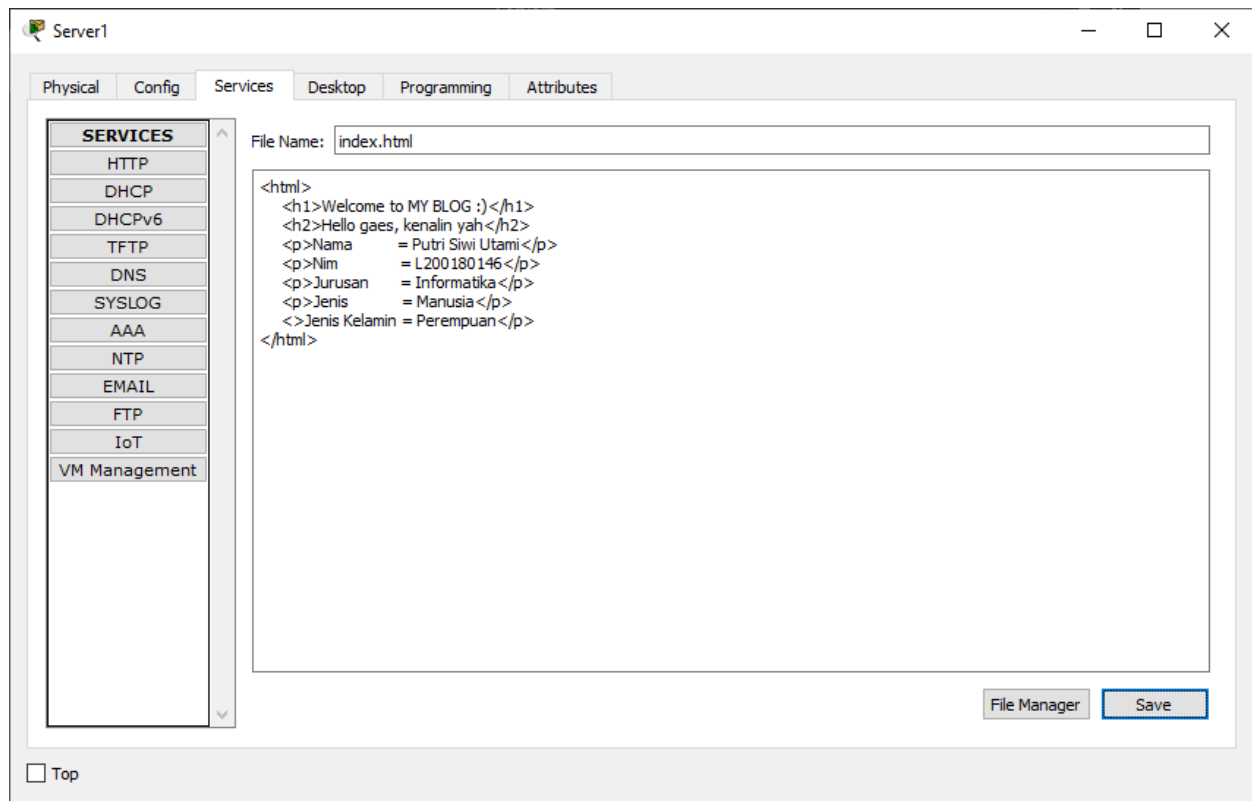 Server1
Physical Config Services Desktop Programming Attributes
SERVICES
HTTP
DHCP
DHCPv6
TFTP
DNS
SYSLOG
AAA
NTP
EMAIL
FTP
IoT
VM Management
File Name: index.html
<html>
<h1>Welcome to MY BLOG :)</h1>
<h2>Hello gaes, kenalin yah</h2>
<p>Nama = Putri Siwi Utami</p>
<p>Nim = L200180146</p>
<p>Jurusan = Informatika</p>
<p>Jenis = Manusia</p>
<>Jenis Kelamin = Perempuan</p>
</html>
File Manager Save
Top